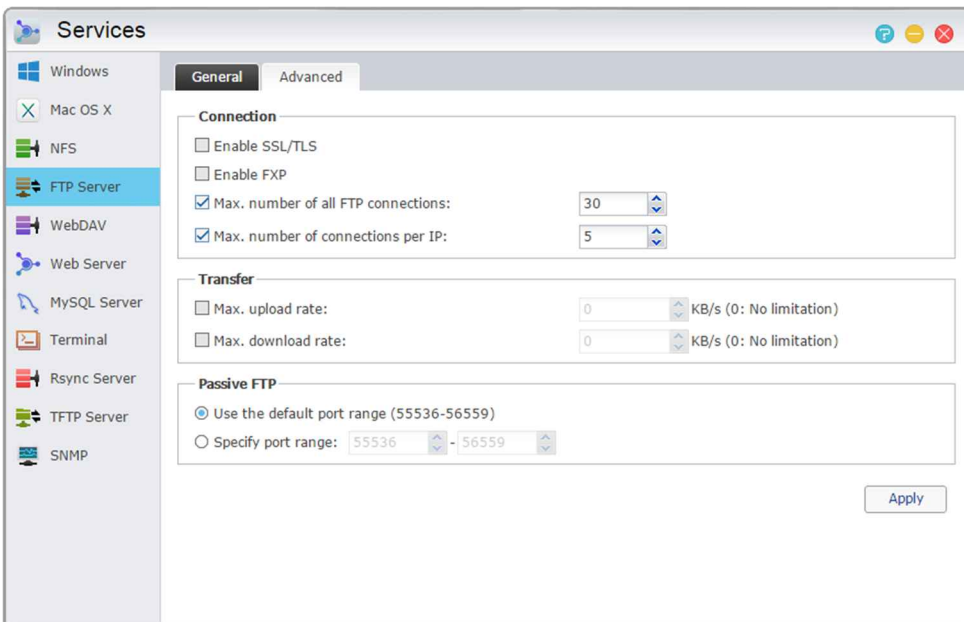 Services
Windows
Mac OS X
NFS
FTP Server
WebDAV
Web Server
MySQL Server
Terminal
Rsync Server
TFTP Server
SNMP
General Advanced
Connection
Enable SSL/TLS
Enable FXP
Max. number of all FTP connections: 30
Max. number of connections per IP: 5
Transfer
Max. upload rate: 0 KB/s (0: No limitation)
Max. download rate: 0 KB/s (0: No limitation)
Passive FTP
Use the default port range (55536-56559)
Specify port range: 55536 - 56559
Apply